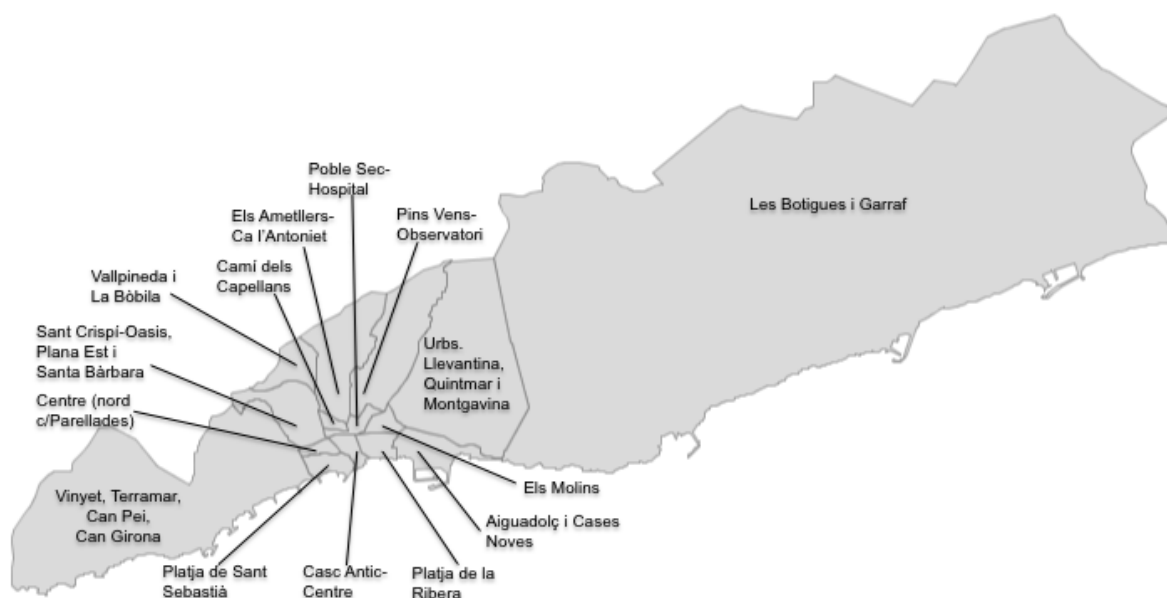 Poble Sec-
Hospital
Els Ametllers-
Ca l'Antoniet
Pins Vens-
Observatori
Les Botigues i Garraf
Camí dels
Capellans
Vallpineda i
La Bòbila
Sant Crispí-Oasis,
Plana Est i
Santa Bàrbara
Urbs.
Llevantina,
Quintmar i
Montgavina
Centre (nord
c/Parellades)
Els Molins
Vinyet, Terramar,
Can Pei,
Can Girona
Aiguadolç i Cases
Noves
Platja de Sant
Sebastià
Casc Antic-
Centre
Platja de la
Ribera